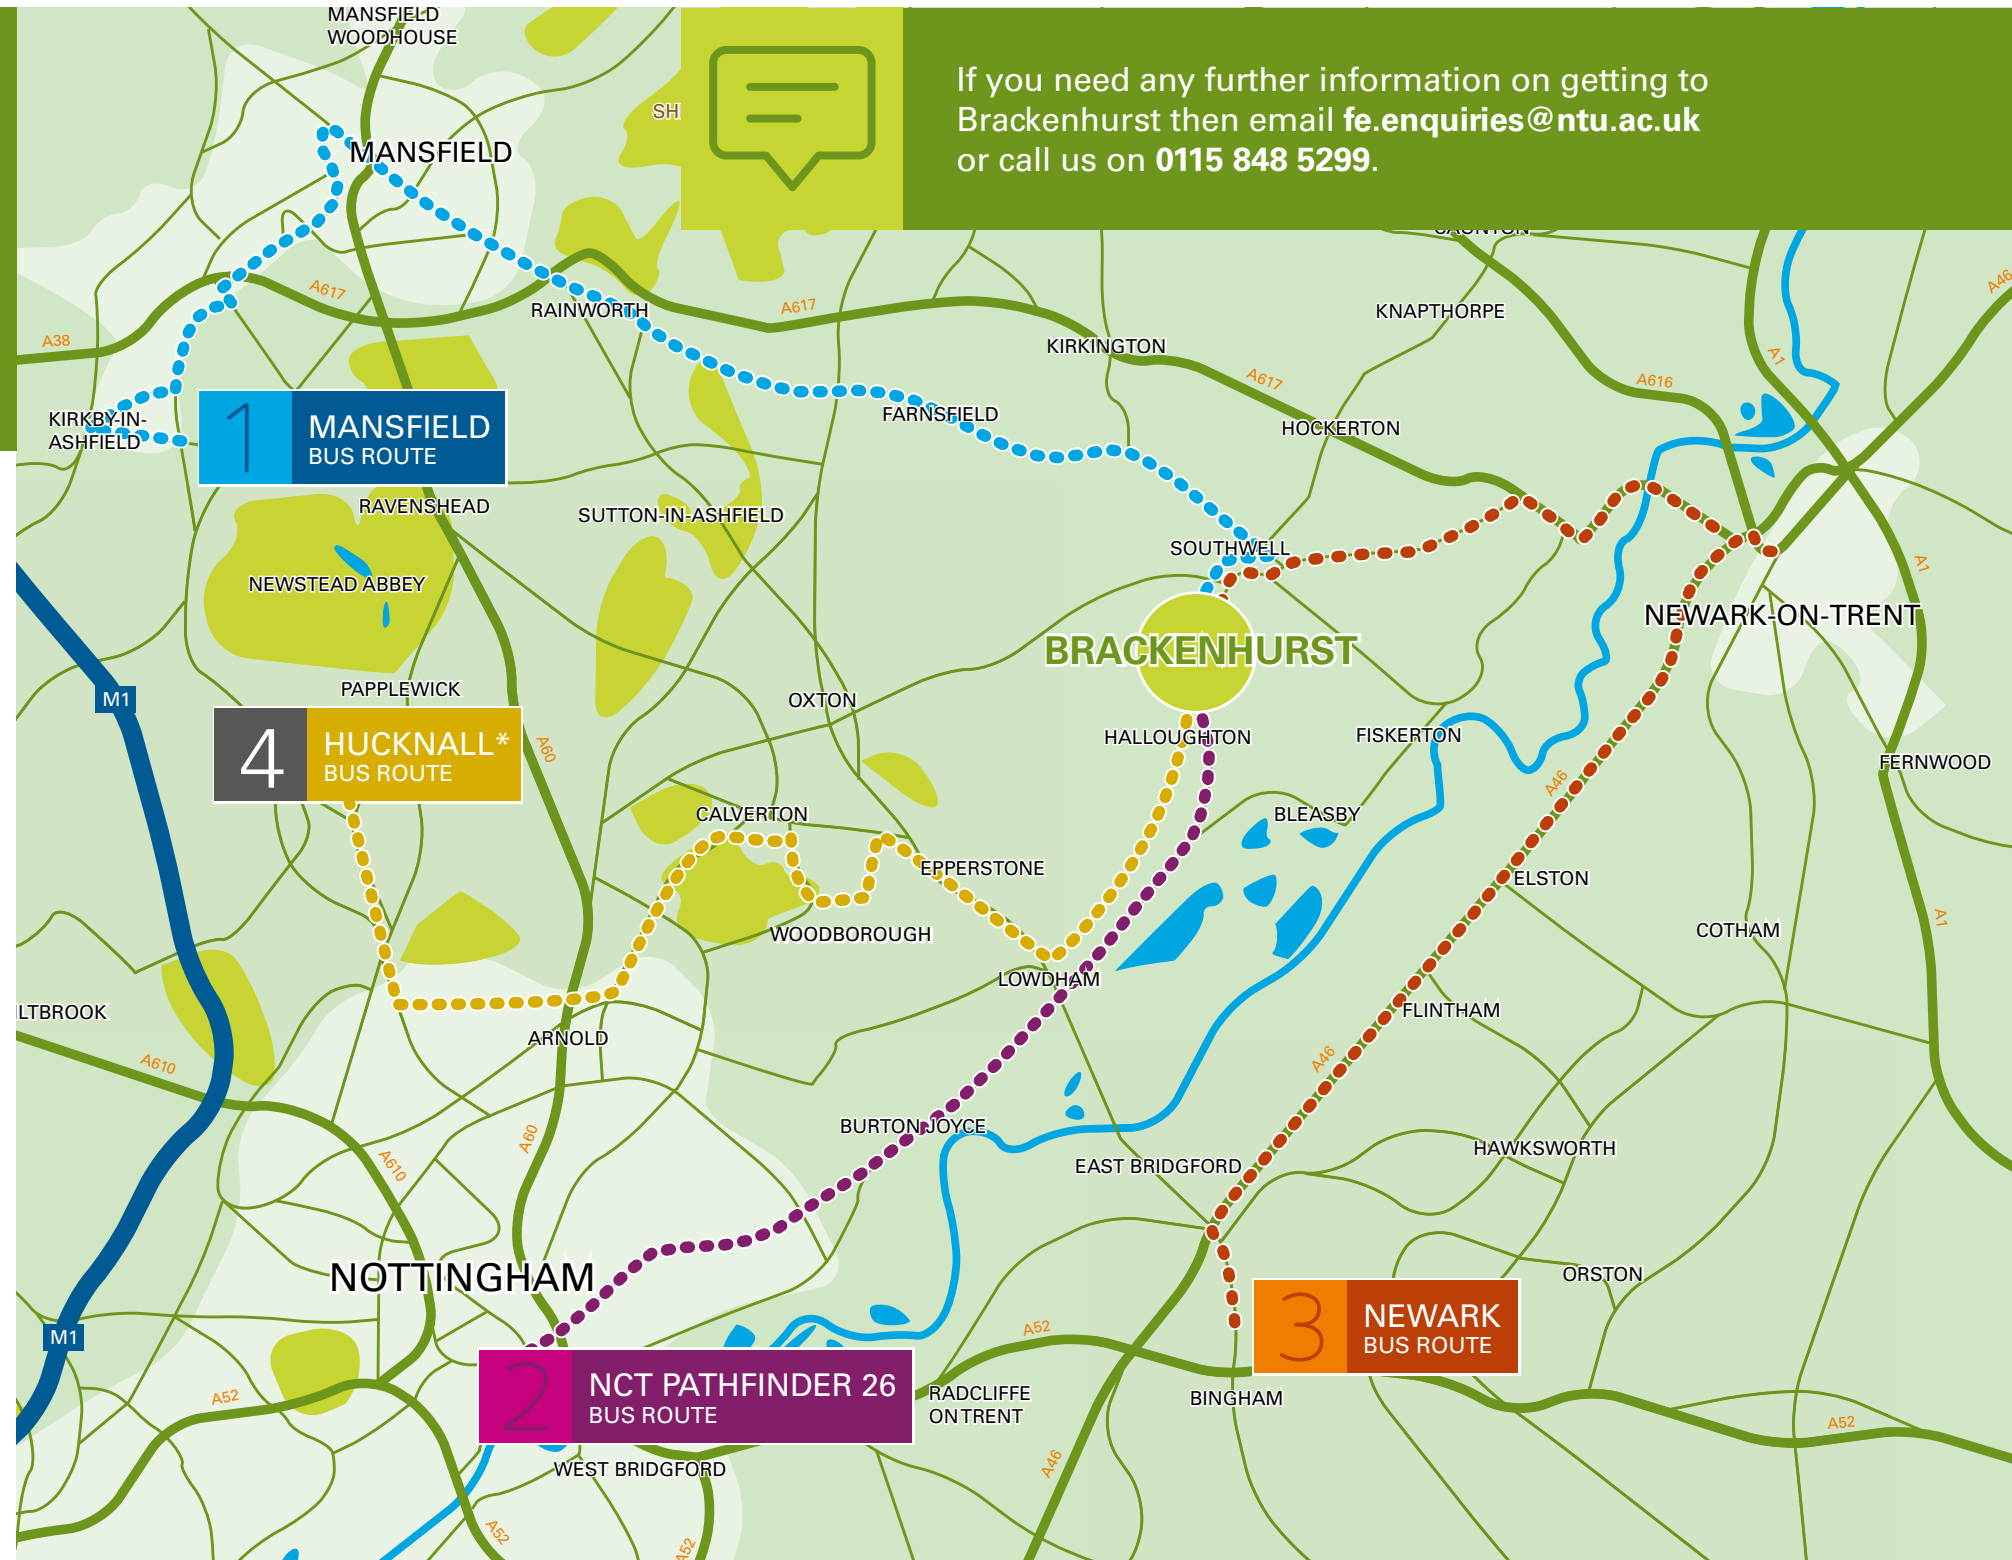 MANSFIELD
WOODHOUSE
If you need any further information on getting to
Brackenhurst then email fe.enquiries@ntu.ac.uk
or call us on 0115 848 5299.
SH
MANSFIELD
A617
RAINWORTH
A617
KNAPTHORPE
A46
A38
KIRKINGTON
A1
A617
A616
KIRKBY-IN-
ASHFIELD
1
MANSFIELD
BUS ROUTE
FARNSFIELD
HOCKERTON
RAVENSHEAD
SUTTON-IN-ASHFIELD
SOUTHWELL
A1
NEWSTEAD ABBEY
NEWARK-ON-TRENT
BRACKENHURST
M1
PAPPLEWICK
OXTON
4
HUCKNALL*
BUS ROUTE
A60
HALLOUGHTON
FISKERTON
FERNWOOD
A46
CALVERTON
BLEASBY
EPPERSTONE
ELSTON
WOODBOROUGH
COTHAM
A1
LOWDHAM
ILTBROOK
FLINTHAM
ARNOLD
A610
A46
BURTON JOYCE
A60
A610
EAST BRIDGFORD
HAWKSWORTH
NOTTINGHAM
ORSTON
M1
A52
3
NEWARK
BUS ROUTE
2
NCT PATHFINDER 26
BUS ROUTE
A52
RADCLIFFE
ON TRENT
BINGHAM
A52
A46
WEST BRIDGFORD
A52
A52